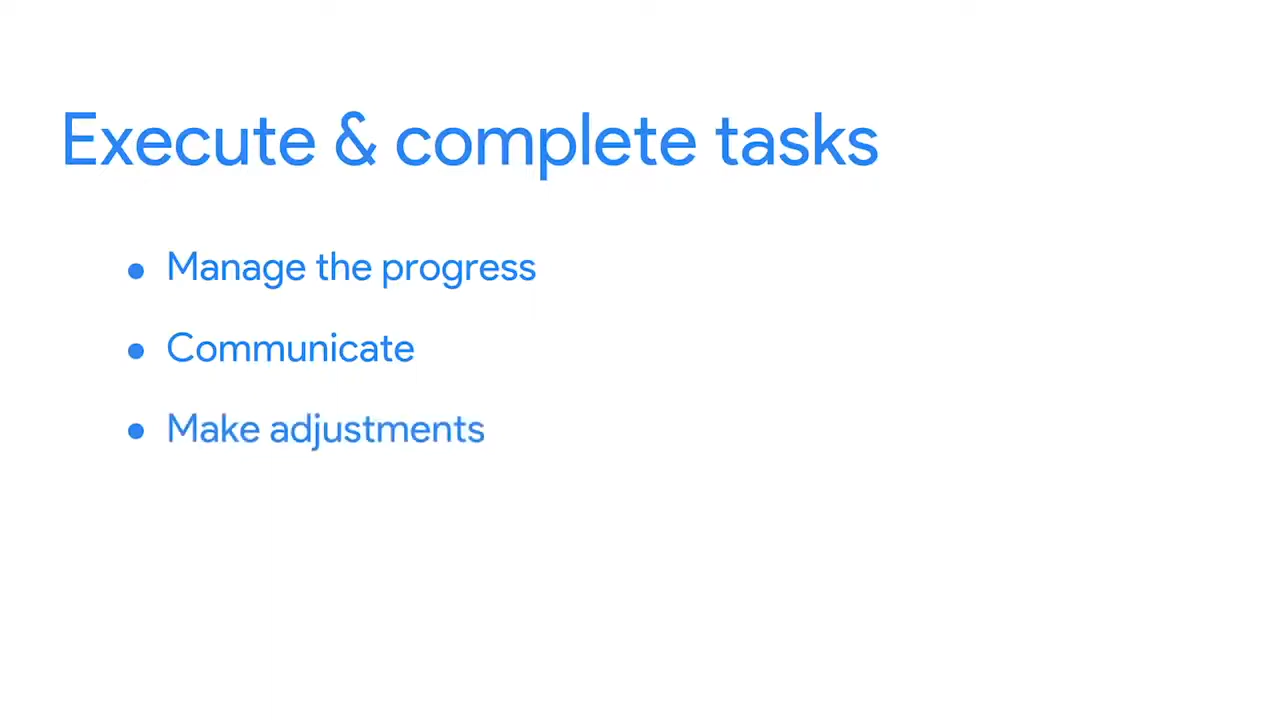 Execute & complete tasks
● Manage the progress
● Communicate
● Make adjustments